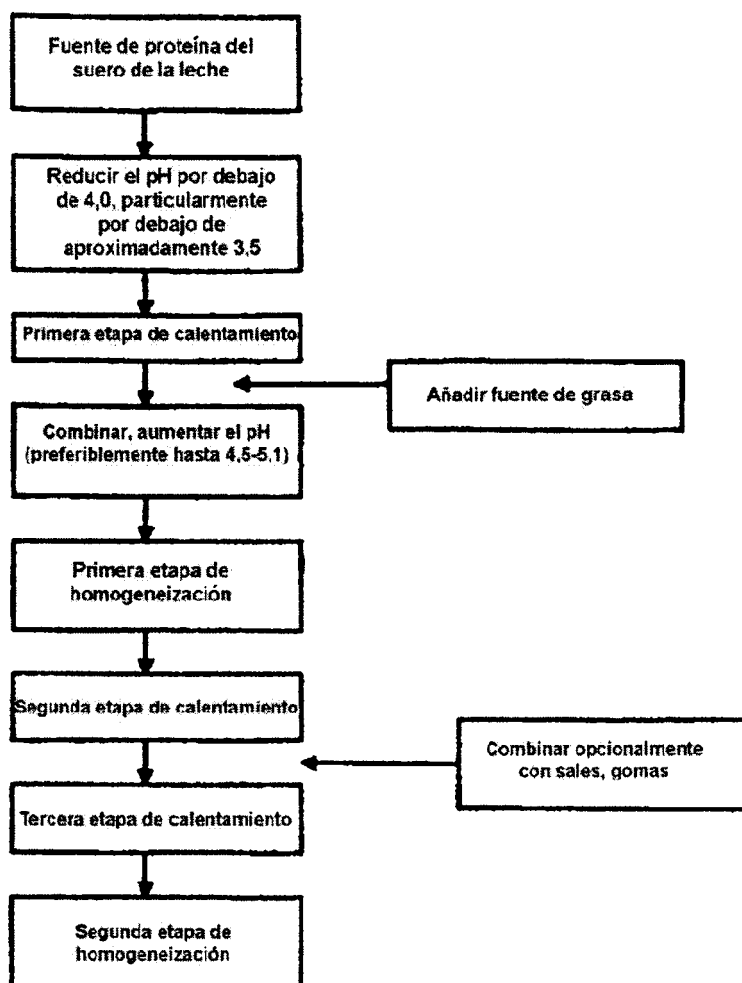 Fuente de proteína del
suero de la leche
Reducir el pH por debajo
de 4,0, particularmente
por debajo de
aproximadamente 3,5
Primera etapa de calentamiento
Añadir fuente de grasa
Combinar, aumentar el pH
(preferiblemente hasta 4,5-5,1)
Primera etapa de
homogeneización
Segunda etapa de calentamiento
Combinar opcionalmente
con sales, gomas
Tercera etapa de calentamiento
Segunda etapa de
homogeneización